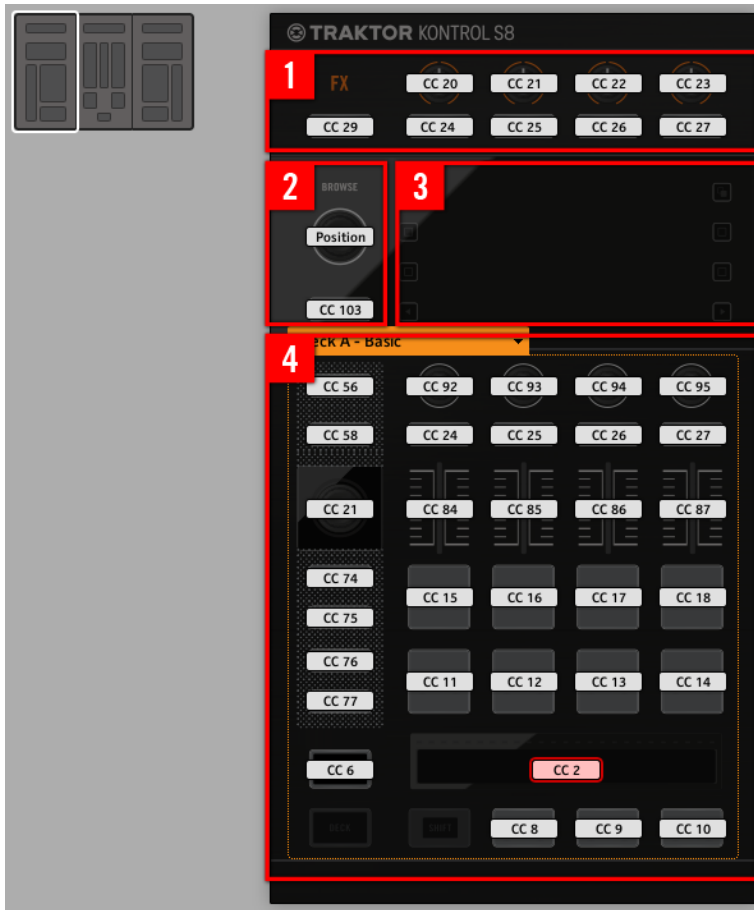 TRAKTOR KONTROL S8
1
FX
CC 20 CC 21 CC 22 CC 23
CC 29 CC 24 CC 25 CC 26 CC 27
2
3
BROWSE
Position
CC 103
4
eck A - Basic
CC 56 CC 92 CC 93 CC 94 CC 95
CC 58 CC 24 CC 25 CC 26 CC 27
CC 21 CC 84 CC 85 CC 86 CC 87
CC 74
CC 15 CC 16 CC 17 CC 18
CC 75
CC 76
CC 11 CC 12 CC 13 CC 14
CC 77
CC 6 CC 2
DECK SHIFT CC 8 CC 9 CC 10